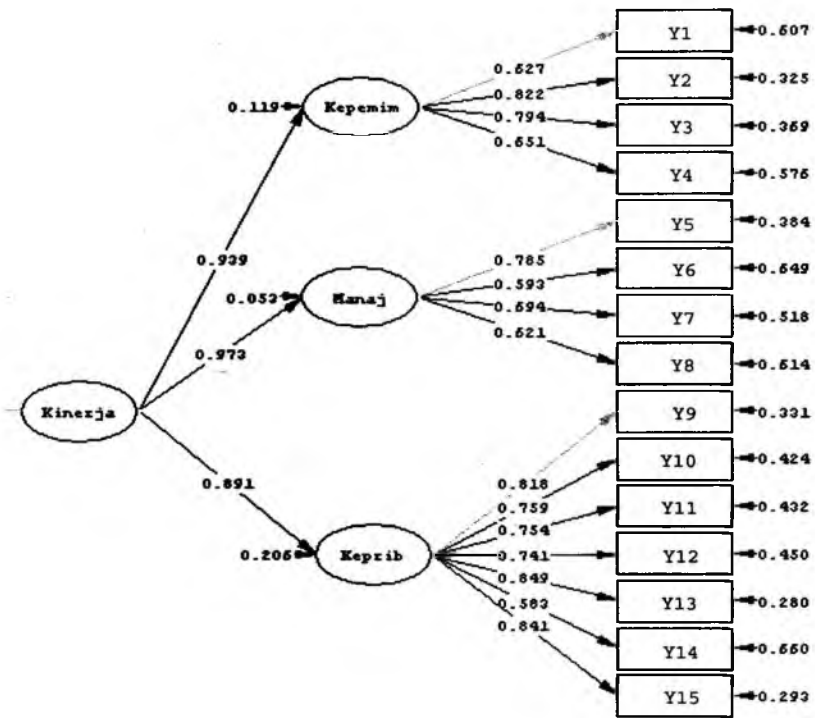 Y1
0.607
0.627
Y2
0.325
0.822
0.119
Kepemim
0.794
Y3
0.369
0.651
Y4
0.576
Y5
0.384
0.939
0.785
Y6
0.649
0.593
0.053
Manaj
0.694
Y7
0.518
0.621
0.973
Y8
0.614
Kinerja
Y9
0.331
Y10
0.424
0.891
0.818
0.759
Y11
0.432
0.754
0.206
Keprib
0.741
Y12
0.450
0.849
0.583
Y13
0.280
0.841
Y14
0.660
Y15
0.293